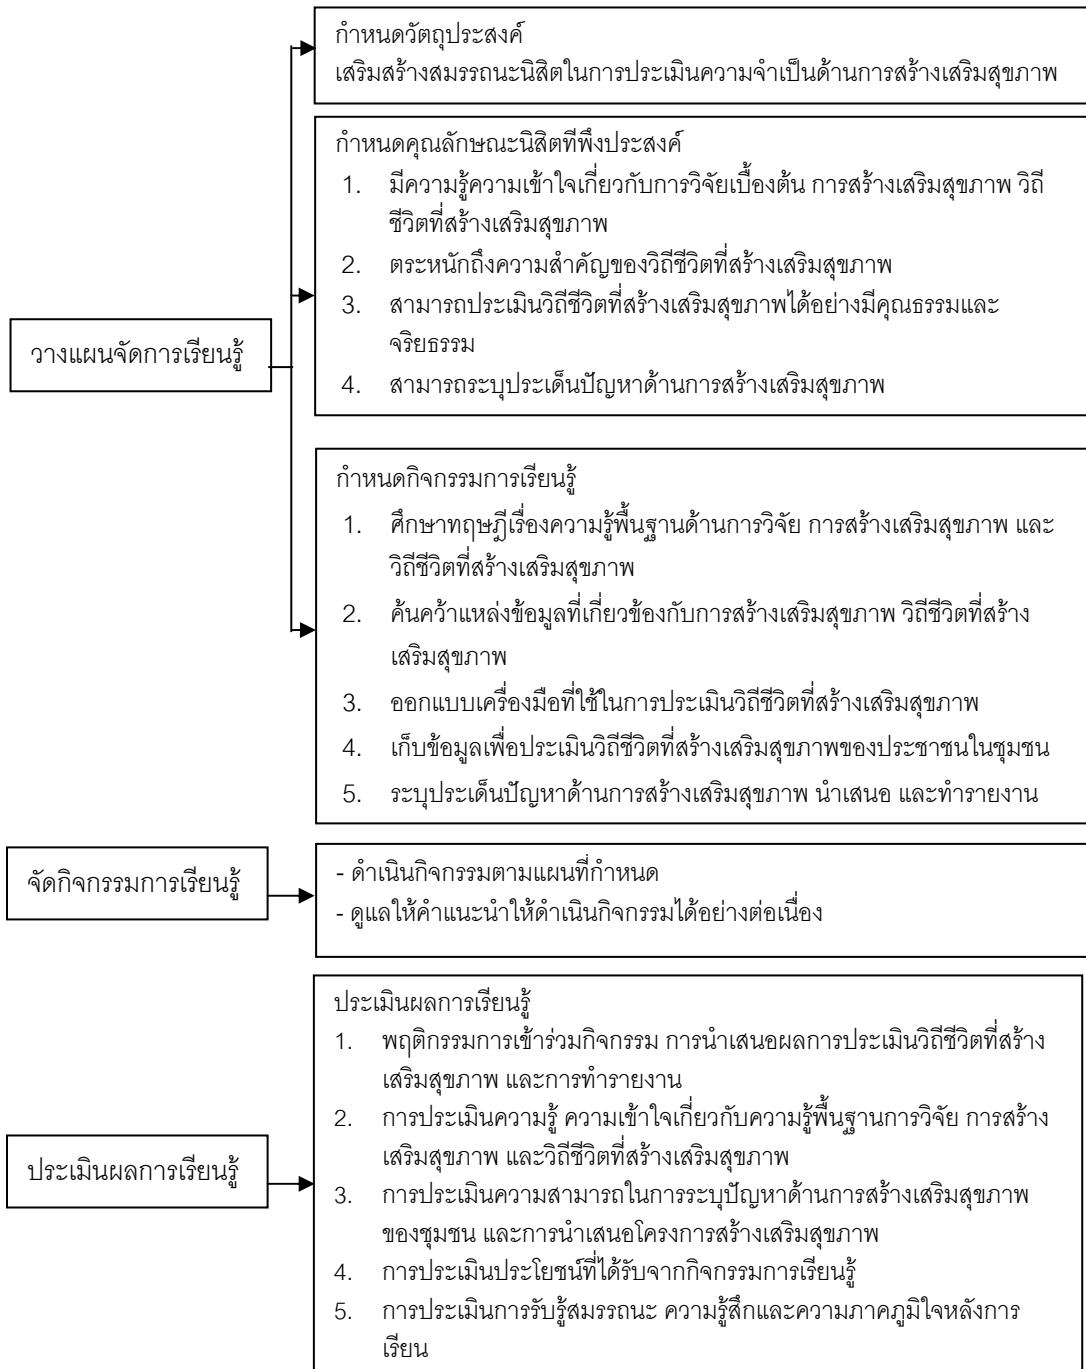 กำหนดวัตถุประสงค์
เสริมสร้างสมรรถนะนิสิตในการประเมินความจำเป็นด้านการสร้างเสริมสุขภาพ
กำหนดคุณลักษณะนิสิตที่พึงประสงค์
1. มีความรู้ความเข้าใจเกี่ยวกับการวิจัยเบื้องต้น การสร้างเสริมสุขภาพ วิถี
ชีวิตที่สร้างเสริมสุขภาพ
2. ตระหนักถึงความสำคัญของวิถีชีวิตที่สร้างเสริมสุขภาพ
3. สามารถประเมินวิถีชีวิตที่สร้างเสริมสุขภาพได้อย่างมีคุณธรรมและ
จริยธรรม
4. สามารถระบุประเด็นปัญหาด้านการสร้างเสริมสุขภาพ
วางแผนจัดการเรียนรู้
กำหนดกิจกรรมการเรียนรู้
1. ศึกษาทฤษฎีเรื่องความรู้พื้นฐานด้านการวิจัย การสร้างเสริมสุขภาพ และ
วิถีชีวิตที่สร้างเสริมสุขภาพ
2. ค้นคว้าแหล่งข้อมูลที่เกี่ยวข้องกับการสร้างเสริมสุขภาพ วิถีชีวิตที่สร้าง
เสริมสุขภาพ
3. ออกแบบเครื่องมือที่ใช้ในการประเมินวิถีชีวิตที่สร้างเสริมสุขภาพ
4. เก็บข้อมูลเพื่อประเมินวิถีชีวิตที่สร้างเสริมสุขภาพของประชาชนในชุมชน
5. ระบุประเด็นปัญหาด้านการสร้างเสริมสุขภาพ นำเสนอ และทำรายงาน
จัดกิจกรรมการเรียนรู้
- ดำเนินกิจกรรมตามแผนที่กำหนด
- ดูแลให้คำแนะนำให้ดำเนินกิจกรรมได้อย่างต่อเนื่อง
ประเมินผลการเรียนรู้
1. พฤติกรรมการเข้าร่วมกิจกรรม การนำเสนอผลการประเมินวิถีชีวิตที่สร้าง
เสริมสุขภาพ และการทำรายงาน
2. การประเมินความรู้ ความเข้าใจเกี่ยวกับความรู้พื้นฐานการวิจัย การสร้าง
เสริมสุขภาพ และวิถีชีวิตที่สร้างเสริมสุขภาพ
3. การประเมินความสามารถในการระบุปัญหาด้านการสร้างเสริมสุขภาพ
ของชุมชน และการนำเสนอโครงการสร้างเสริมสุขภาพ
4. การประเมินประโยชน์ที่ได้รับจากกิจกรรมการเรียนรู้
5. การประเมินการรับรู้สมรรถนะ ความรู้สึกและความภาคภูมิใจหลังการ
เรียน
ประเมินผลการเรียนรู้